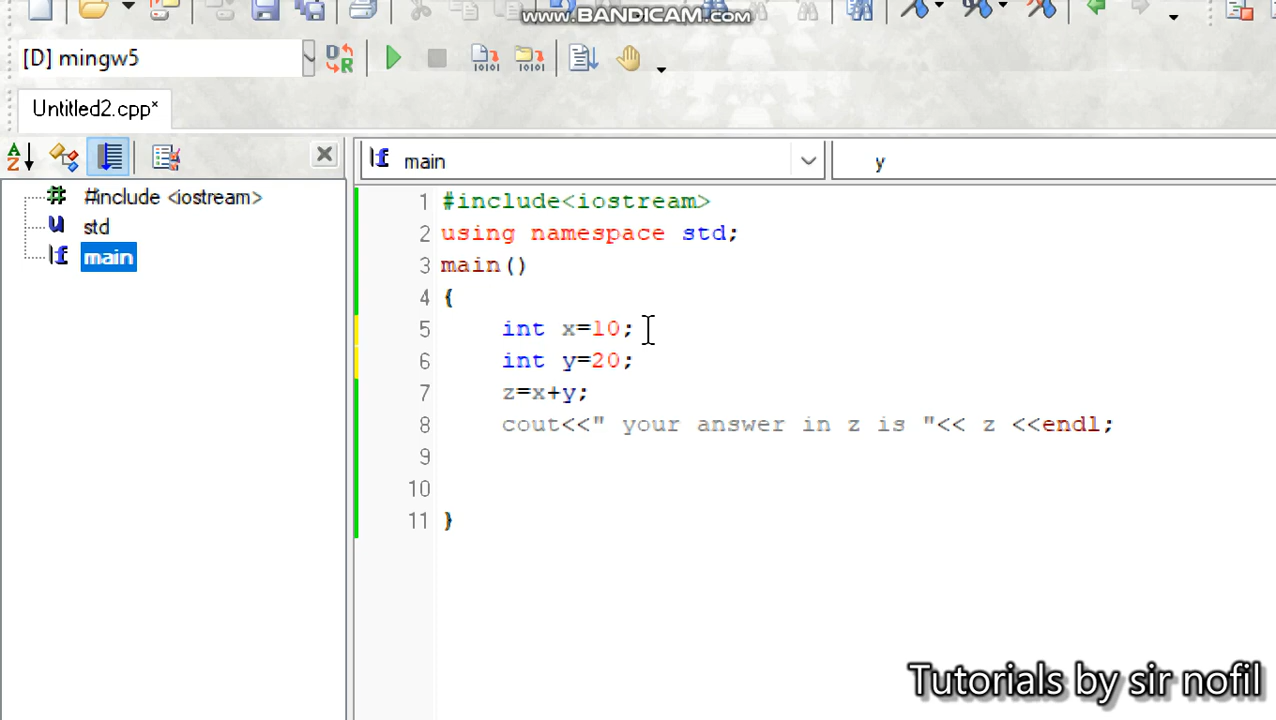 www.BANDICAM.com
[D] mingw5
Untitled2.cpp*
main
y
#include <iostream>
std
main
1 #include<iostream>
2 using namespace std;
3 main()
4 {
5 int x=10;
6 int y=20;
7 z=x+y;
8 cout<<" your answer in z is "<< z <<endl;
9
10
11 }
Tutorials by sir nofil